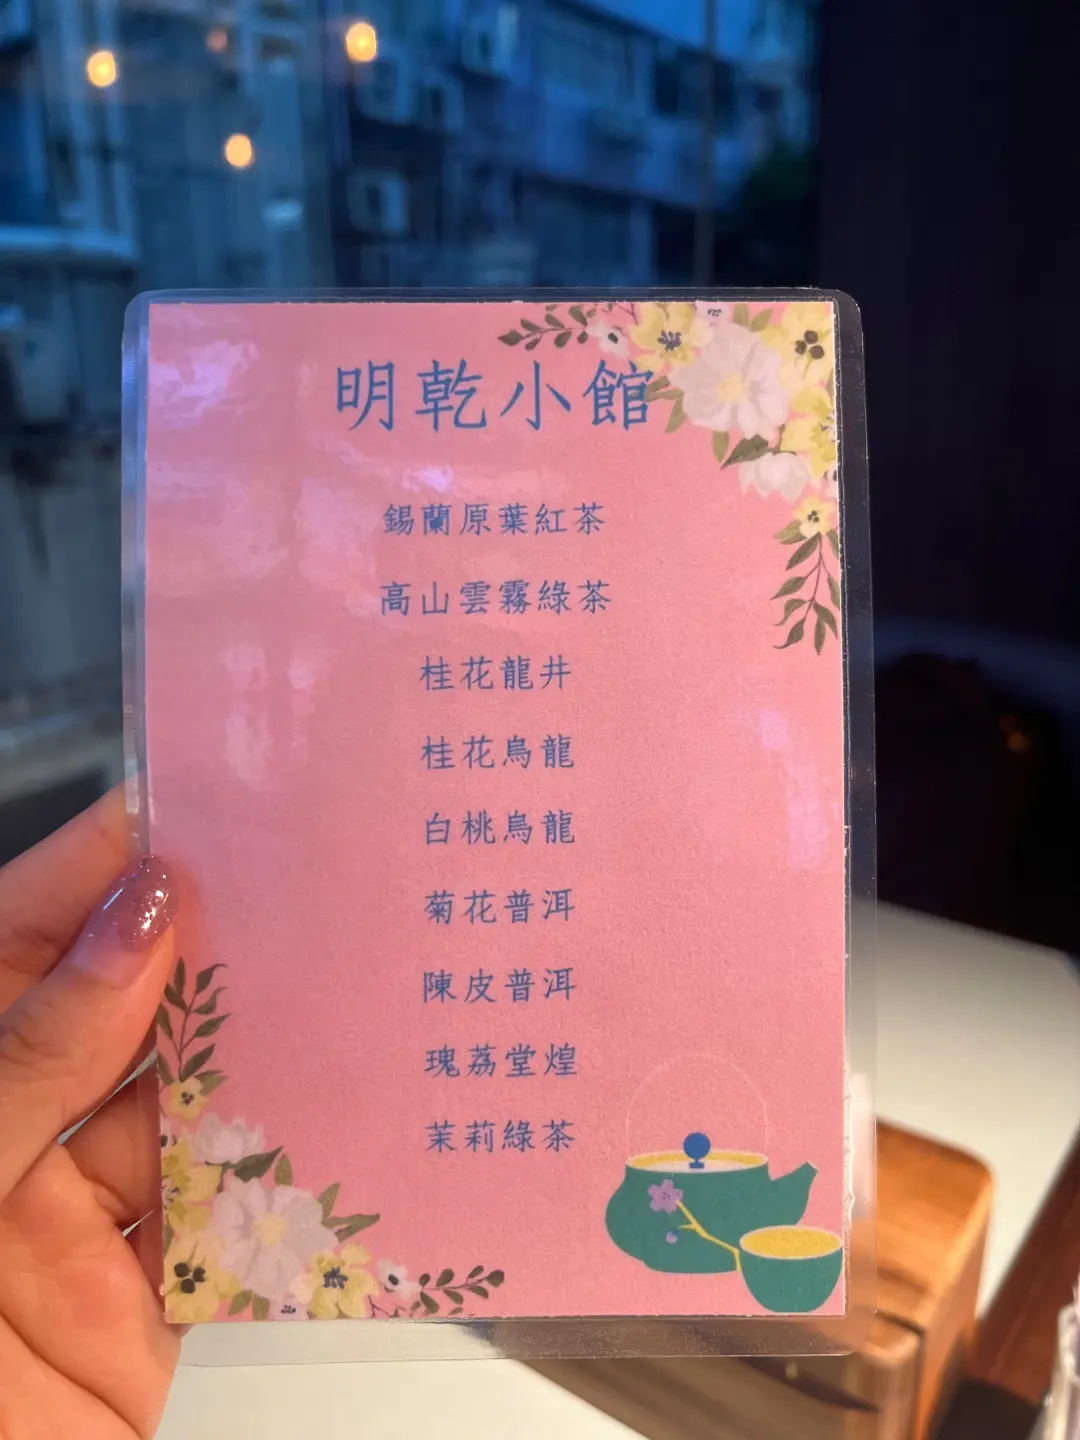 明乾小館
錫蘭原葉紅茶
高山雲霧綠茶
桂花龍井
桂花烏龍
白桃烏龍
菊花普洱
陳皮普洱
瑰荔堂煌
茉莉綠茶